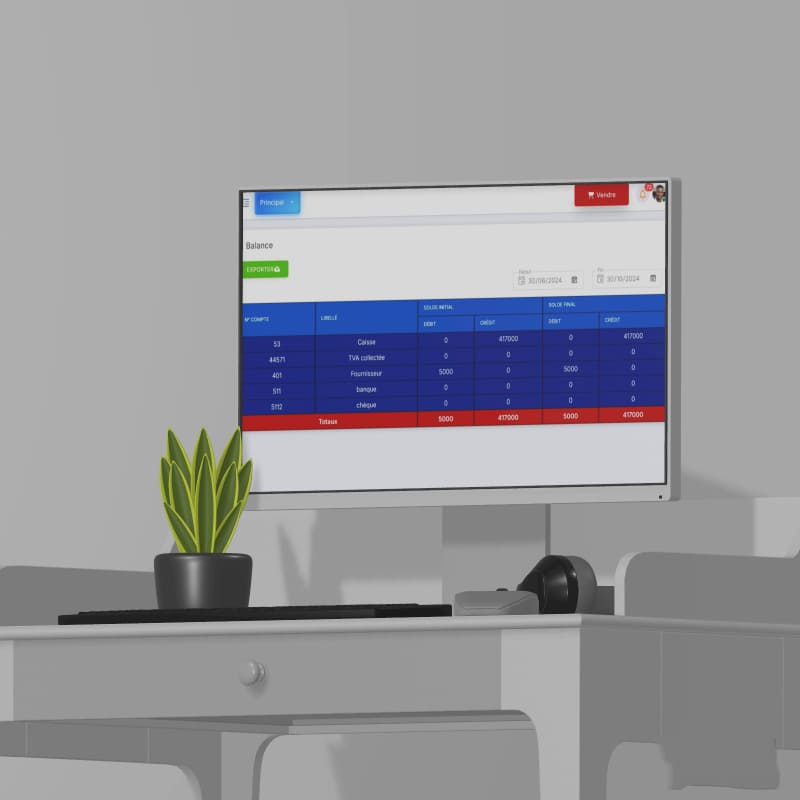 Principal
Vendre
Balance
EXPORTER
30/06/2024
30/10/2024
N° COMPTE LIBELLÉ SOLDE INITIAL SOLDE FINAL
DÉBIT CRÉDIT DÉBIT CRÉDIT
53 Caisse 0 417000 0 417000
44571 TVA collectée 0 0 0 0
401 Fournisseur 5000 0 5000 0
511 banque 0 0 0 0
5112 chèque 0 0 0 0
Totaux 5000 417000 5000 417000